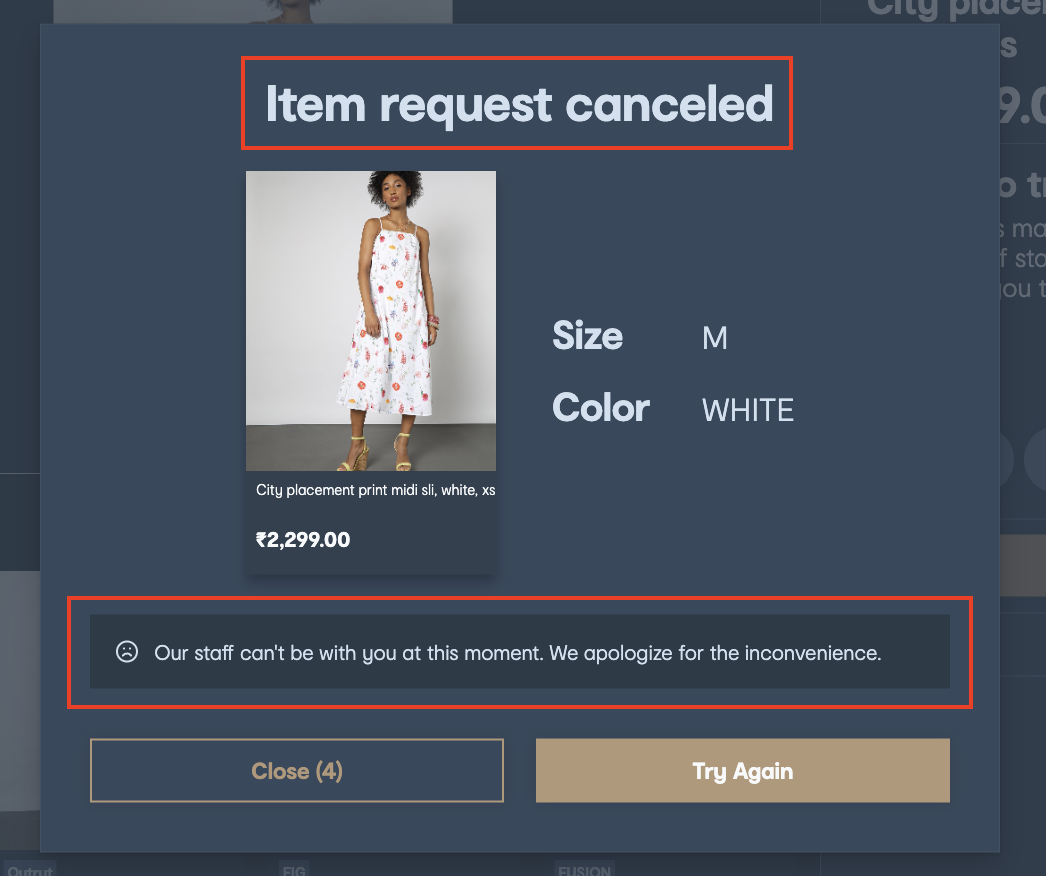 City place
s
9.0
Item request canceled
o t
s ma
f sta
ou t
Size M
Color WHITE
City placement print midi sli, white, xs
₹2,299.00
Our staff can't be with you at this moment. We apologize for the inconvenience.
Close (4)
Try Again
Outrut FIG FUSION